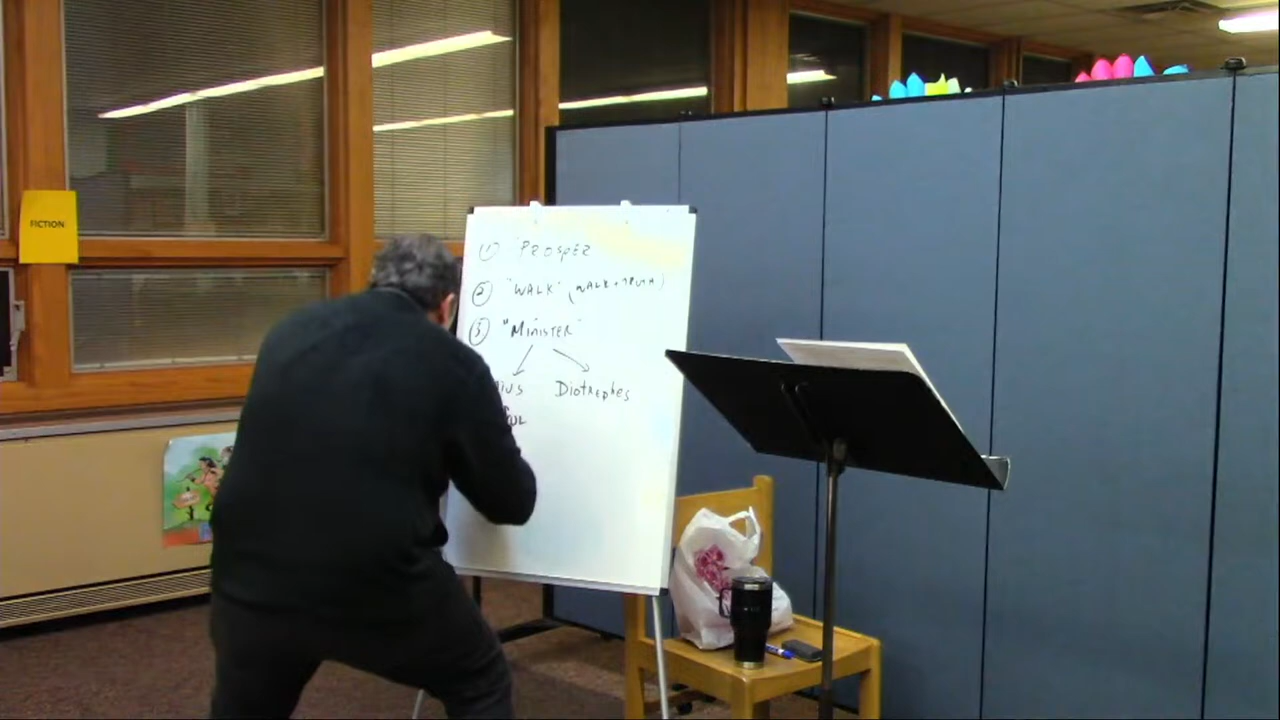 FICTION
① "PROSPER
② "WALK" (WALK + TRUTH)
③ "MINISTER"
Diotrephes